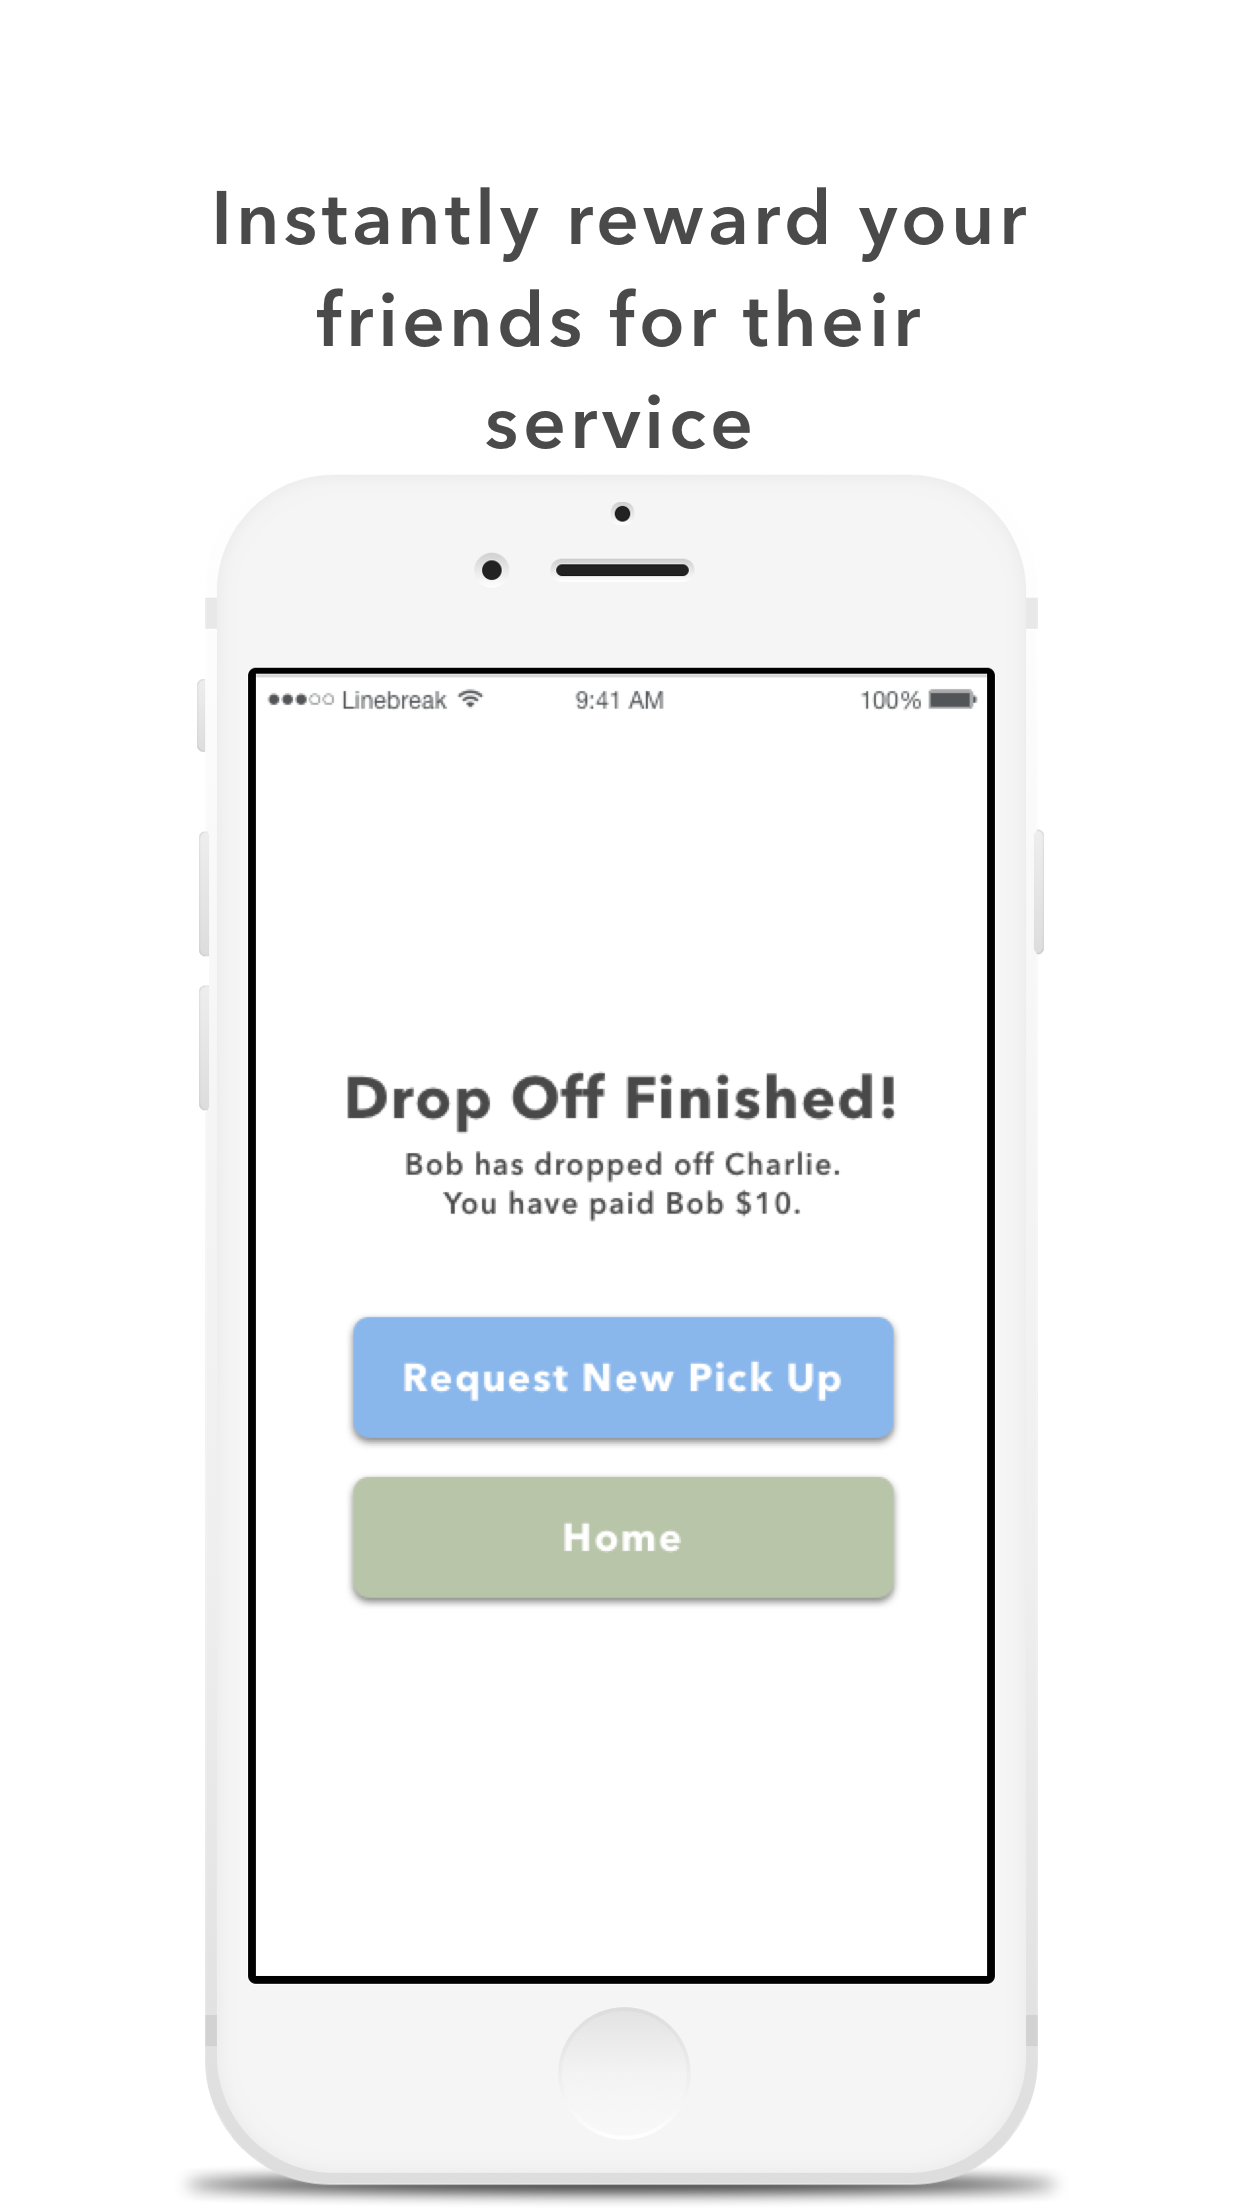 Instantly reward your
friends for their
service
Linebreak 9:41 AM 100%
Drop Off Finished!
Bob has dropped off Charlie.
You have paid Bob $10.
Request New Pick Up
Home